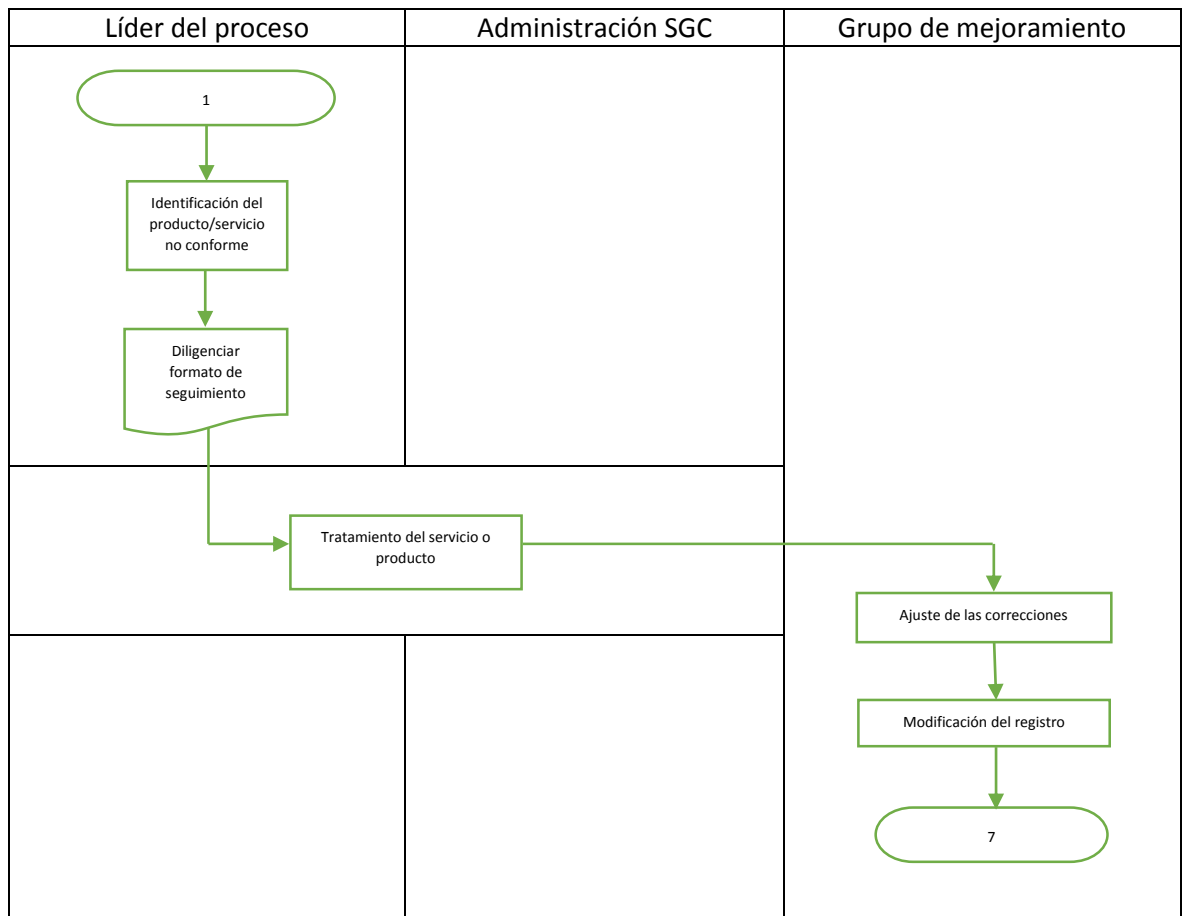 Líder del proceso
Administración SGC
Grupo de mejoramiento
1
Identificación del
producto/servicio
no conforme
Diligenciar
formato de
seguimiento
Tratamiento del servicio o
producto
Ajuste de las correcciones
Modificación del registro
7